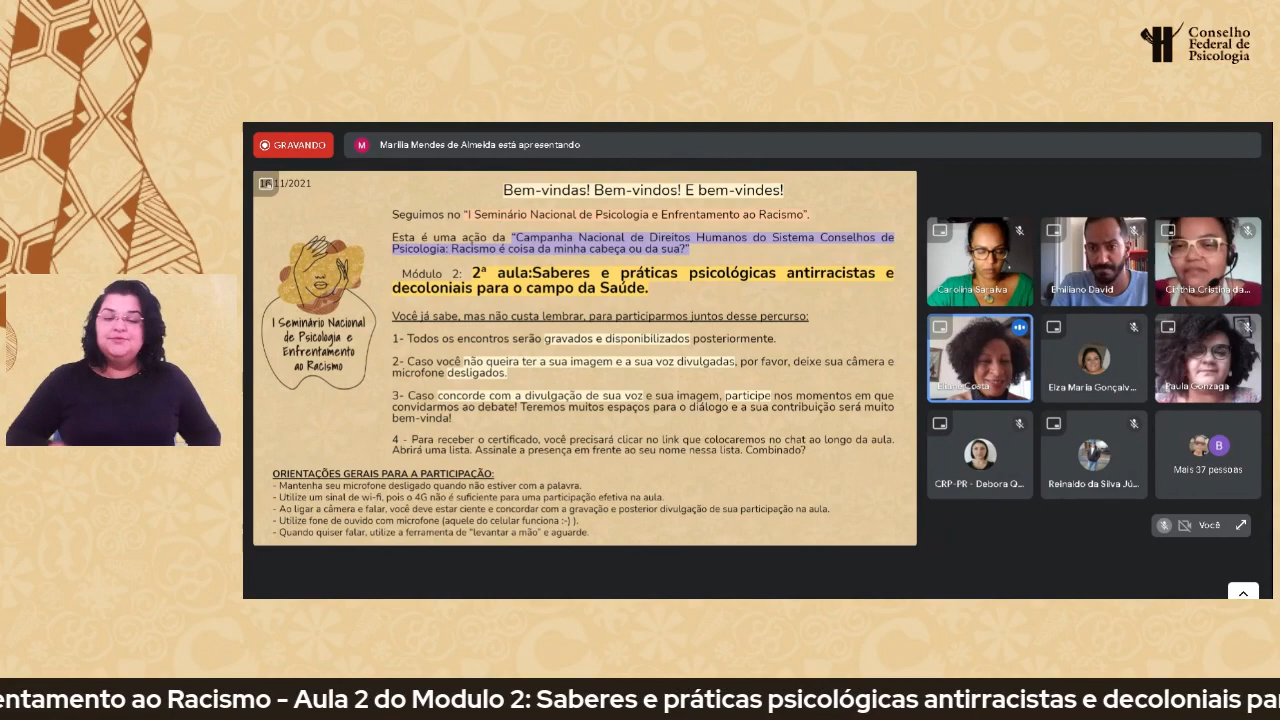 Conselho
Federal de
Psicologia
GRAVANDO
M
Marilia Mendes de Almeida está apresentando
16/11/2021
Bem-vindas! Bem-vindos! E bem-vindes!
Seguimos no “I Seminário Nacional de Psicologia e Enfrentamento ao Racismo”.
Esta é uma ação da “Campanha Nacional de Direitos Humanos do Sistema Conselhos de
Psicologia: Racismo é coisa da minha cabeça ou da sua?”
Módulo 2: 2ª aula:Saberes e práticas psicológicas antirracistas e
decoloniais para o campo da Saúde.
Você já sabe, mas não custa lembrar, para participarmos juntos desse percurso:
1- Todos os encontros serão gravados e disponibilizados posteriormente.
2- Caso você não queira ter a sua imagem e a sua voz divulgadas, por favor, deixe sua câmera e
microfone desligados.
3- Caso concorde com a divulgação de sua voz e sua imagem, participe nos momentos em que
convidarmos ao debate! Teremos muitos espaços para o diálogo e a sua contribuição será muito
bem-vinda!
4 - Para receber o certificado, você precisará clicar no link que colocaremos no chat ao longo da aula.
Abrirá uma lista. Assinale a presença em frente ao seu nome nessa lista. Combinado?
I Seminário Nacional
de Psicologia e
Enfrentamento
ao Racismo
ORIENTAÇÕES GERAIS PARA A PARTICIPAÇÃO:
- Mantenha seu microfone desligado quando não estiver com a palavra.
- Utilize um sinal de wi-fi, pois o 4G não é suficiente para uma participação efetiva na aula.
- Ao ligar a câmera e falar, você deve estar ciente e concordar com a gravação e posterior divulgação de sua participação na aula.
- Utilize fone de ouvido com microfone (aquele do celular funciona :-) ).
- Quando quiser falar, utilize a ferramenta de “levantar a mão” e aguarde.
Carolina Saraiva
Emiliano David
Cinthia Cristina da...
Eliane Costa
Elza Maria Gonçalv...
Paula Gonzaga
CRP-PR - Debora Q...
Reinaldo da Silva Jú...
B
Mais 37 pessoas
Você
entamento ao Racismo - Aula 2 do Modulo 2: Saberes e práticas psicológicas antirracistas e decoloniais pa